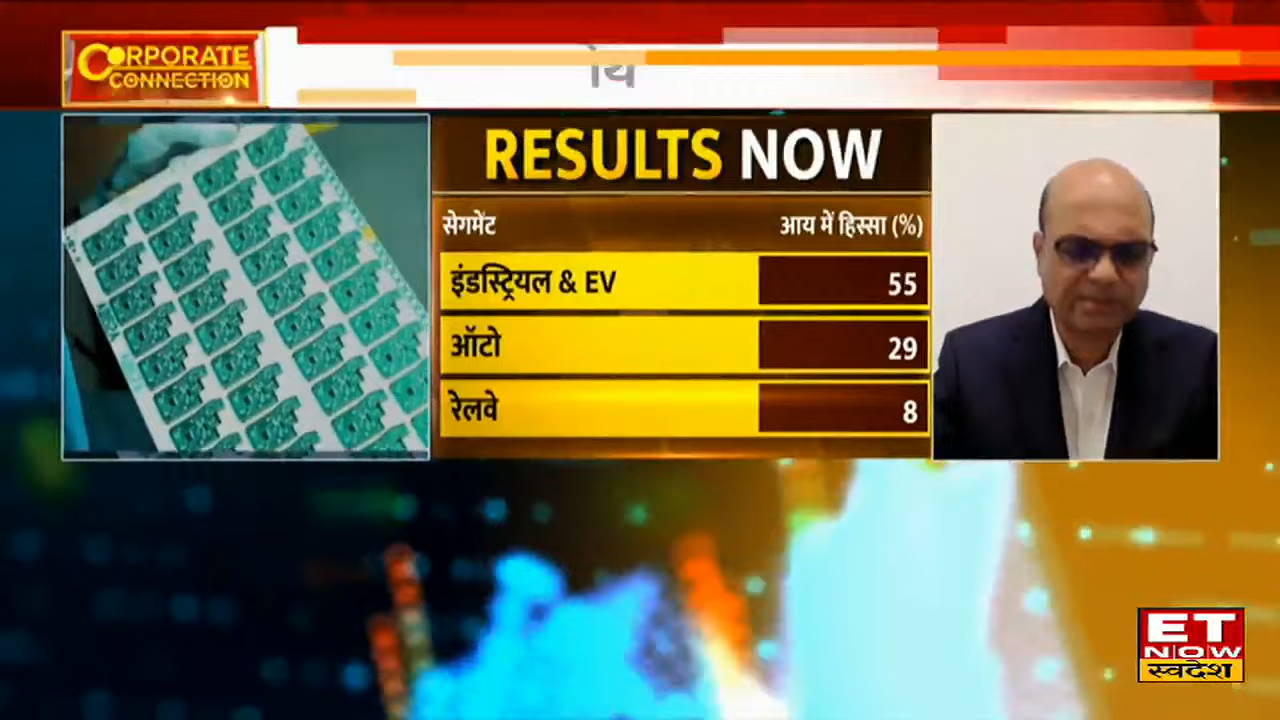 CORPORATE
CONNECTION
RESULTS NOW
सेगमेंट आय में हिस्सा (%)
इंडस्ट्रियल & EV 55
ऑटो 29
रेलवे 8
ET
NOW
स्वदेश